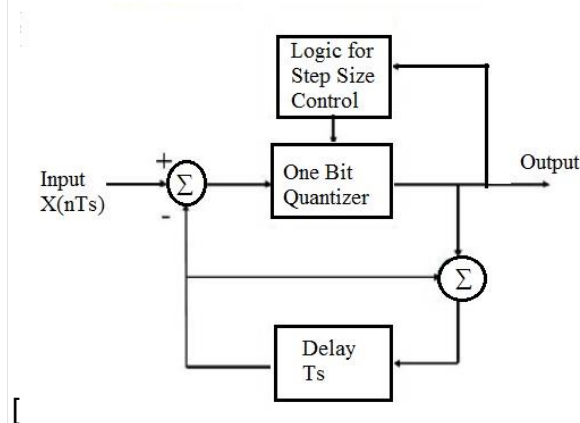 Logic for
Step Size
Control
+
Σ
Input
X(nTs)
-
One Bit
Quantizer
Output
Σ
Delay
Ts
[